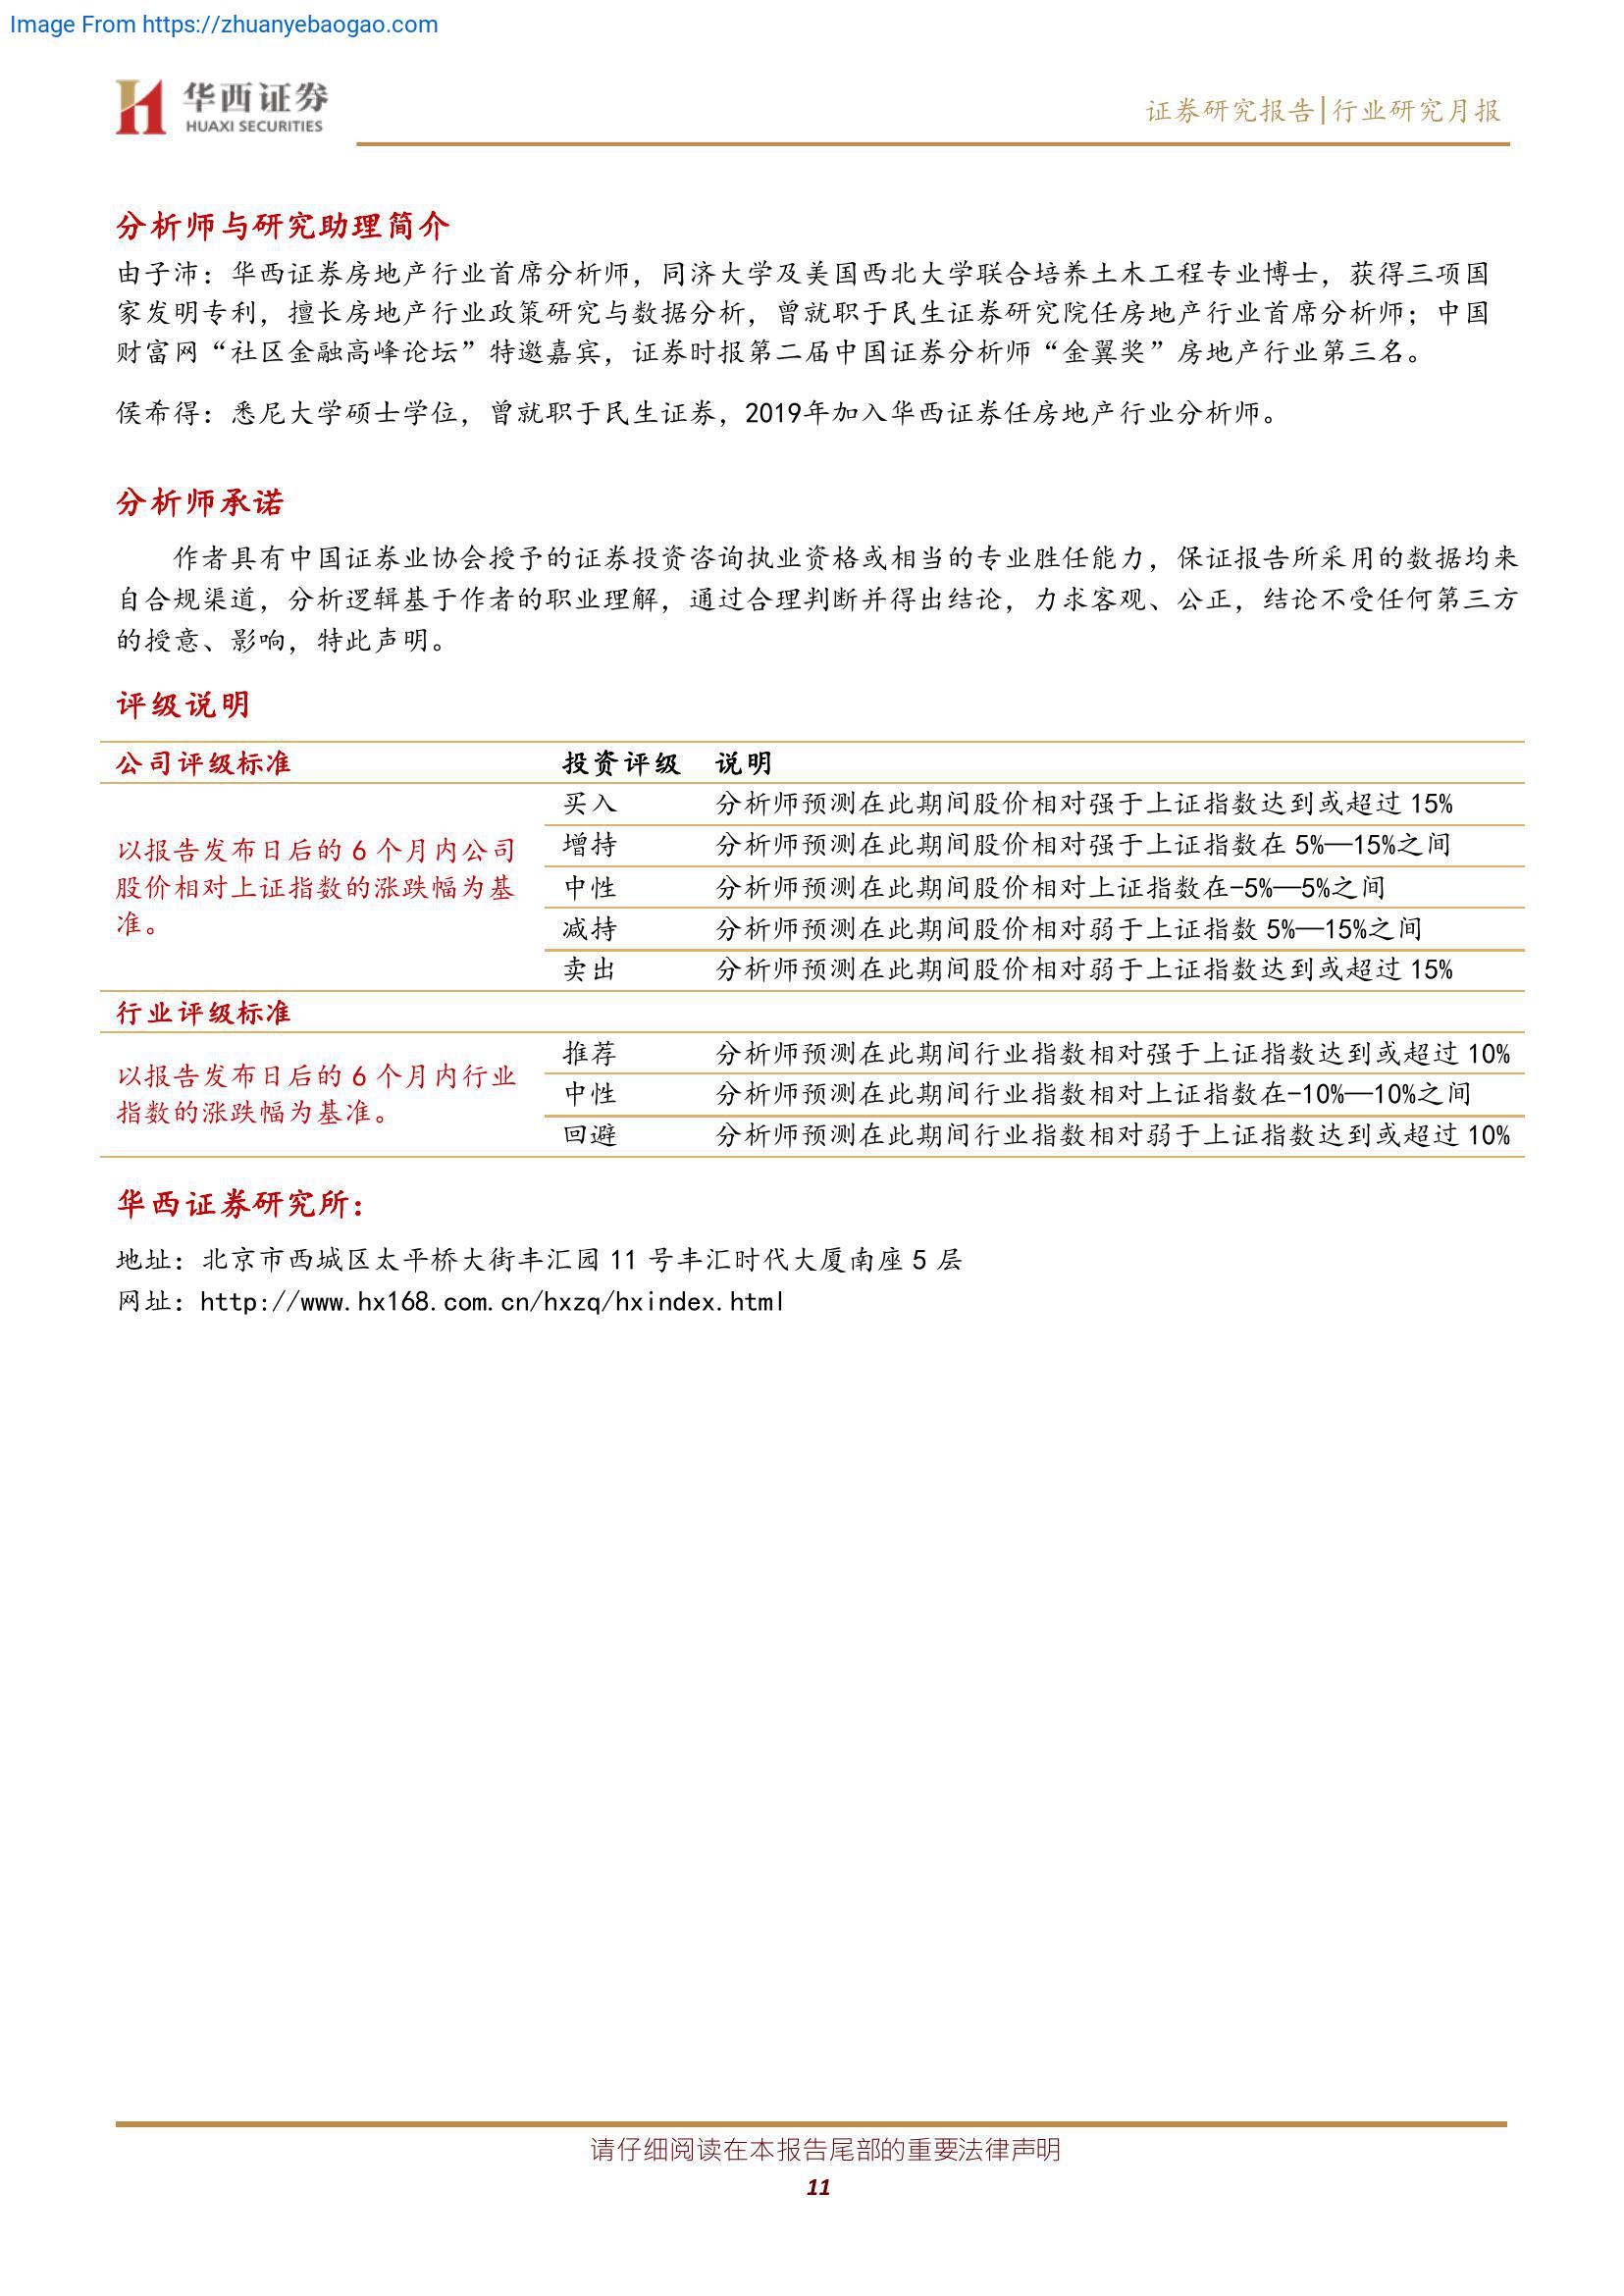 Image From https://zhuanyebaogao.com
华西证券
HUAXI SECURITIES
证券研究报告|行业研究月报
分析师与研究助理简介
由子沛：华西证券房地产行业首席分析师，同济大学及美国西北大学联合培养土木工程专业博士，获得三项国
家发明专利，擅长房地产行业政策研究与数据分析，曾就职于民生证券研究院任房地产行业首席分析师；中国
财富网“社区金融高峰论坛”特邀嘉宾，证券时报第二届中国证券分析师“金翼奖”房地产行业第三名。
侯希得：悉尼大学硕士学位，曾就职于民生证券，2019年加入华西证券任房地产行业分析师。
分析师承诺
作者具有中国证券业协会授予的证券投资咨询执业资格或相当的专业胜任能力，保证报告所采用的数据均来
自合规渠道，分析逻辑基于作者的职业理解，通过合理判断并得出结论，力求客观、公正，结论不受任何第三方
的授意、影响，特此声明。
评级说明
公司评级标准 投资评级 说明
以报告发布日后的 6 个月内公司
股价相对上证指数的涨跌幅为基
准。
买入 分析师预测在此期间股价相对强于上证指数达到或超过 15%
增持 分析师预测在此期间股价相对强于上证指数在 5%—15%之间
中性 分析师预测在此期间股价相对上证指数在-5%—5%之间
减持 分析师预测在此期间股价相对弱于上证指数 5%—15%之间
卖出 分析师预测在此期间股价相对弱于上证指数达到或超过 15%
行业评级标准
以报告发布日后的 6 个月内行业
指数的涨跌幅为基准。
推荐 分析师预测在此期间行业指数相对强于上证指数达到或超过 10%
中性 分析师预测在此期间行业指数相对上证指数在-10%—10%之间
回避 分析师预测在此期间行业指数相对弱于上证指数达到或超过 10%
华西证券研究所：
地址：北京市西城区太平桥大街丰汇园 11 号丰汇时代大厦南座 5 层
网址：http://www.hx168.com.cn/hxzq/hxindex.html
请仔细阅读在本报告尾部的重要法律声明
11